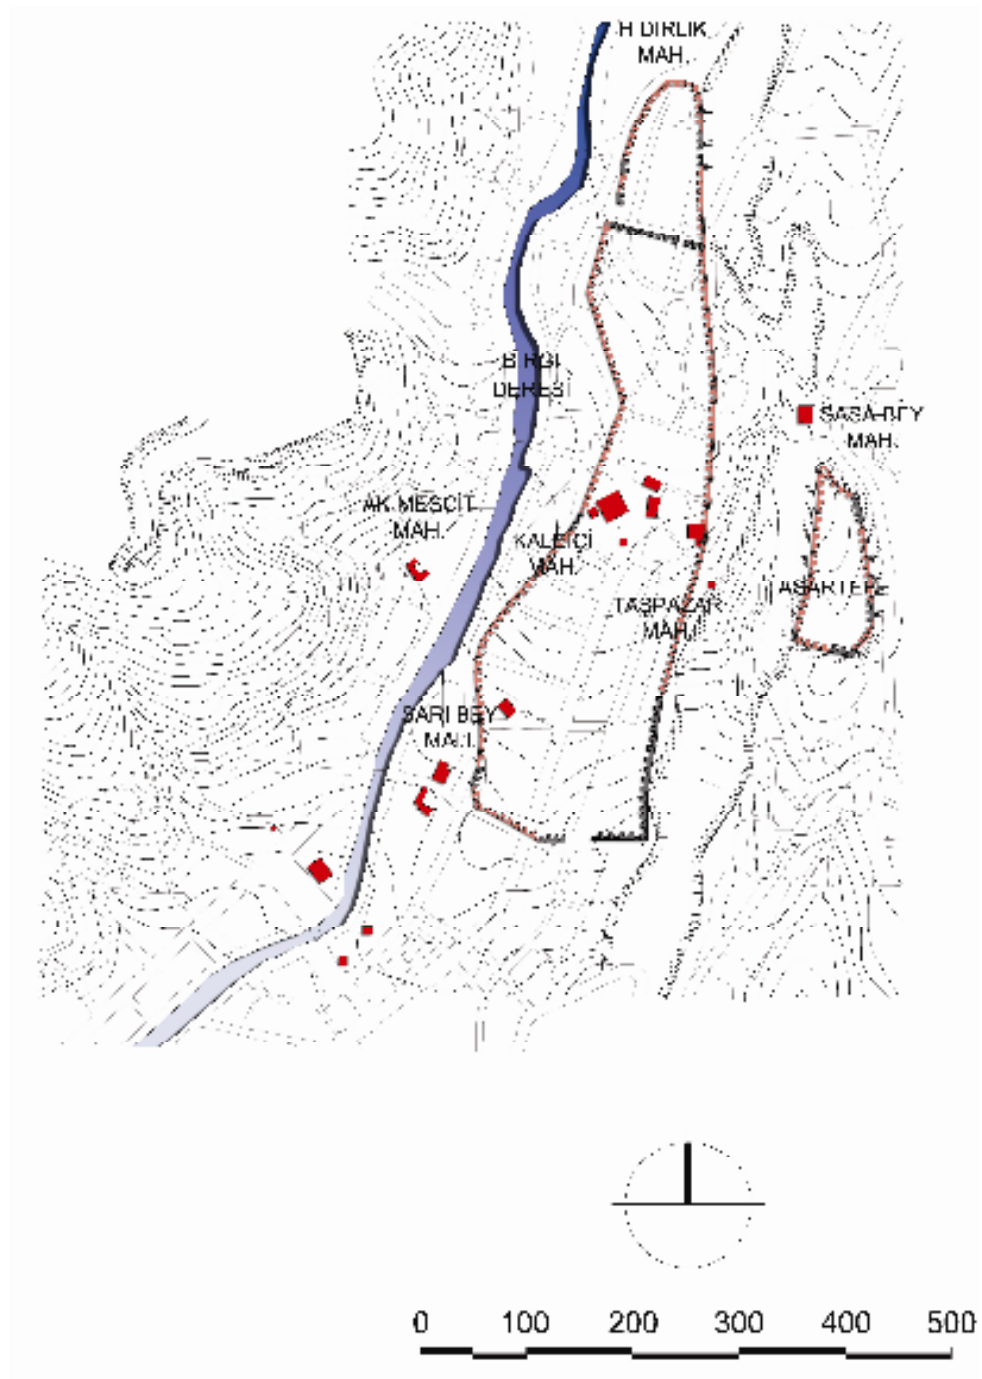 HIDIRLIK
MAH.
BİRGİ
DERESİ
SASA BEY
MAH.
AK MESCİT
MAH.
KALEİÇİ
MAH.
ASARTEPE
TAŞPAZAR
MAH.
SARI BEY
MAH.
0 100 200 300 400 500